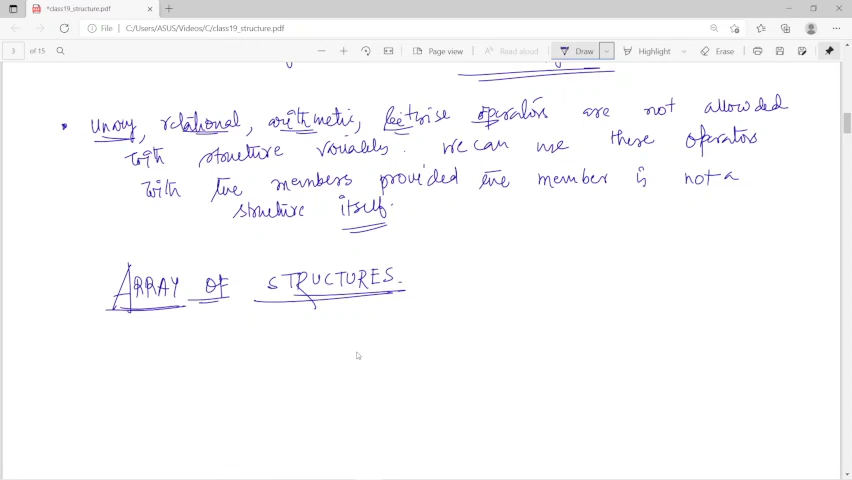 *class19_structure.pdf
File | C:/Users/ASUS/Videos/C/class19_structure.pdf
3 of 15 Page view Read aloud Draw Highlight Erase
• Unary, relational, arithmetic, bitwise operators are not allowded
with structure variables. We can use these operators
with the members provided the member is not a
structure itself.
ARRAY OF STRUCTURES.